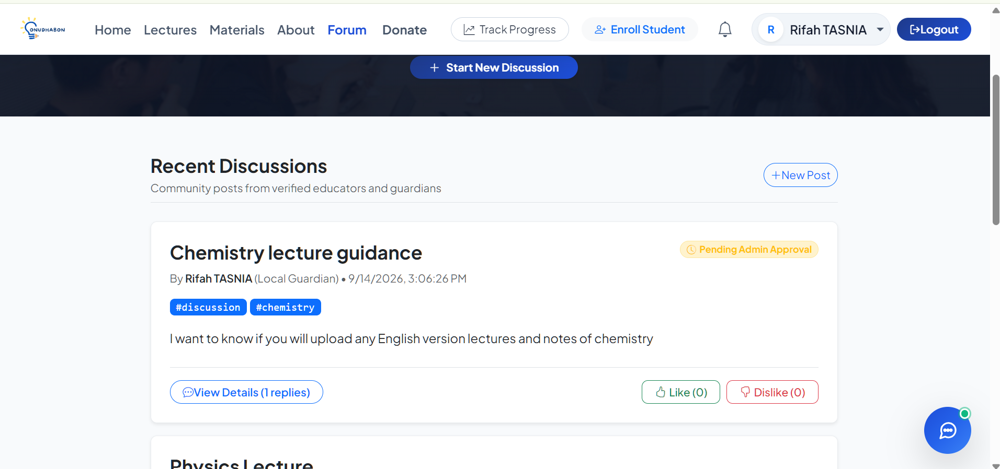 ONUDHABON
Home Lectures Materials About Forum Donate Track Progress Enroll Student R Rifah TASNIA Logout
+ Start New Discussion
Recent Discussions
Community posts from verified educators and guardians
+New Post
Chemistry lecture guidance
Pending Admin Approval
By Rifah TASNIA (Local Guardian) • 9/14/2026, 3:06:26 PM
#discussion #chemistry
I want to know if you will upload any English version lectures and notes of chemistry
View Details (1 replies) Like (0) Dislike (0)
Physics Lecture